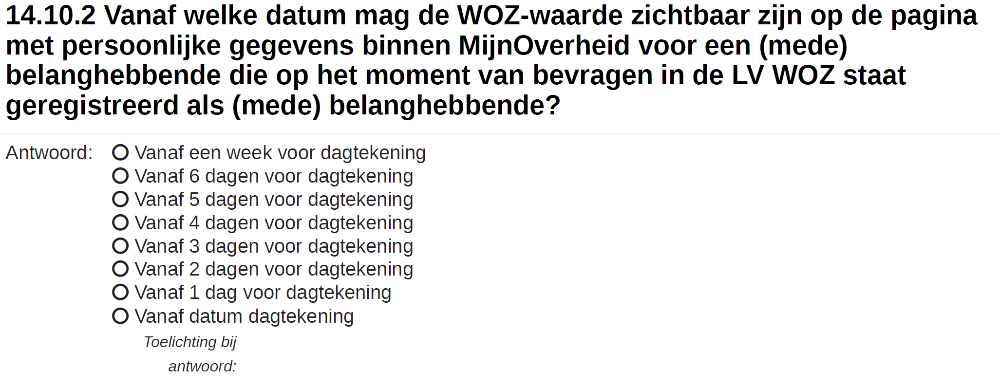 14.10.2 Vanaf welke datum mag de WOZ-waarde zichtbaar zijn op de pagina
met persoonlijke gegevens binnen MijnOverheid voor een (mede)
belanghebbende die op het moment van bevragen in de LV WOZ staat
geregistreerd als (mede) belanghebbende?
Antwoord: Vanaf een week voor dagtekening
Vanaf 6 dagen voor dagtekening
Vanaf 5 dagen voor dagtekening
Vanaf 4 dagen voor dagtekening
Vanaf 3 dagen voor dagtekening
Vanaf 2 dagen voor dagtekening
Vanaf 1 dag voor dagtekening
Vanaf datum dagtekening
Toelichting bij
antwoord: